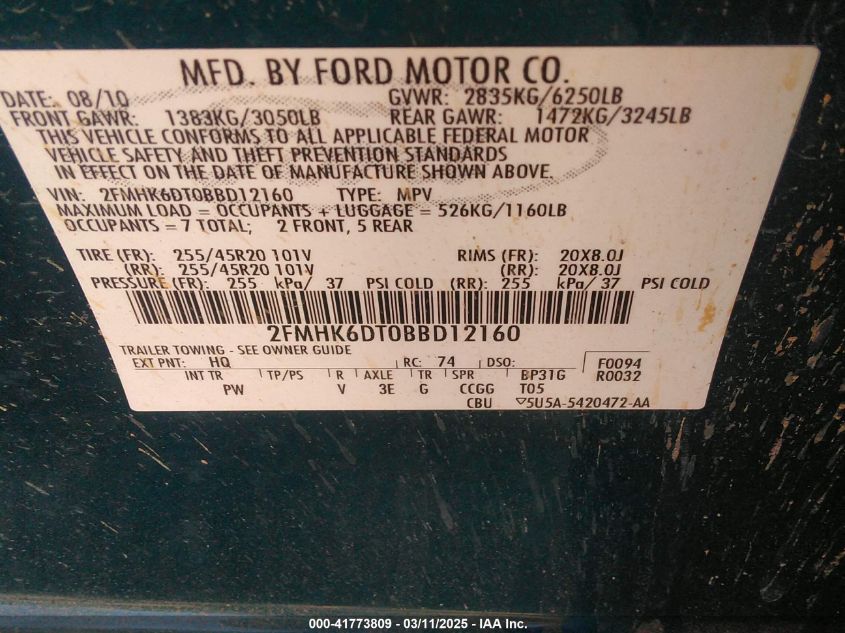 MFD. BY FORD MOTOR CO.
DATE: 08/10 GVWR: 2835KG/6250LB
FRONT GAWR: 1383KG/3050LB REAR GAWR: 1472KG/3245LB
THIS VEHICLE CONFORMS TO ALL APPLICABLE FEDERAL MOTOR
VEHICLE SAFETY AND THEFT PREVENTION STANDARDS
IN EFFECT ON THE DATE OF MANUFACTURE SHOWN ABOVE.
VIN: 2FMHK6DT0BBD12160 TYPE: MPV
MAXIMUM LOAD = OCCUPANTS + LUGGAGE = 526KG/1160LB
OCCUPANTS = 7 TOTAL; 2 FRONT, 5 REAR
TIRE (FR): 255/45R20 101V RIMS (FR): 20X8.0J
(RR): 255/45R20 101V (RR): 20X8.0J
PRESSURE (FR): 255 kPa/ 37 PSI COLD (RR): 255 kPa/ 37 PSI COLD
2FMHK6DT0BBD12160
TRAILER TOWING - SEE OWNER GUIDE
EXT PNT: HQ RC: 74 DSO: F0094
INT TR TP/PS R AXLE TR SPR BP31G R0032
PW V 3E G CCGG T05
CBU 5U5A-5420472-AA
000-41773809 - 03/11/2025 - IAA Inc.